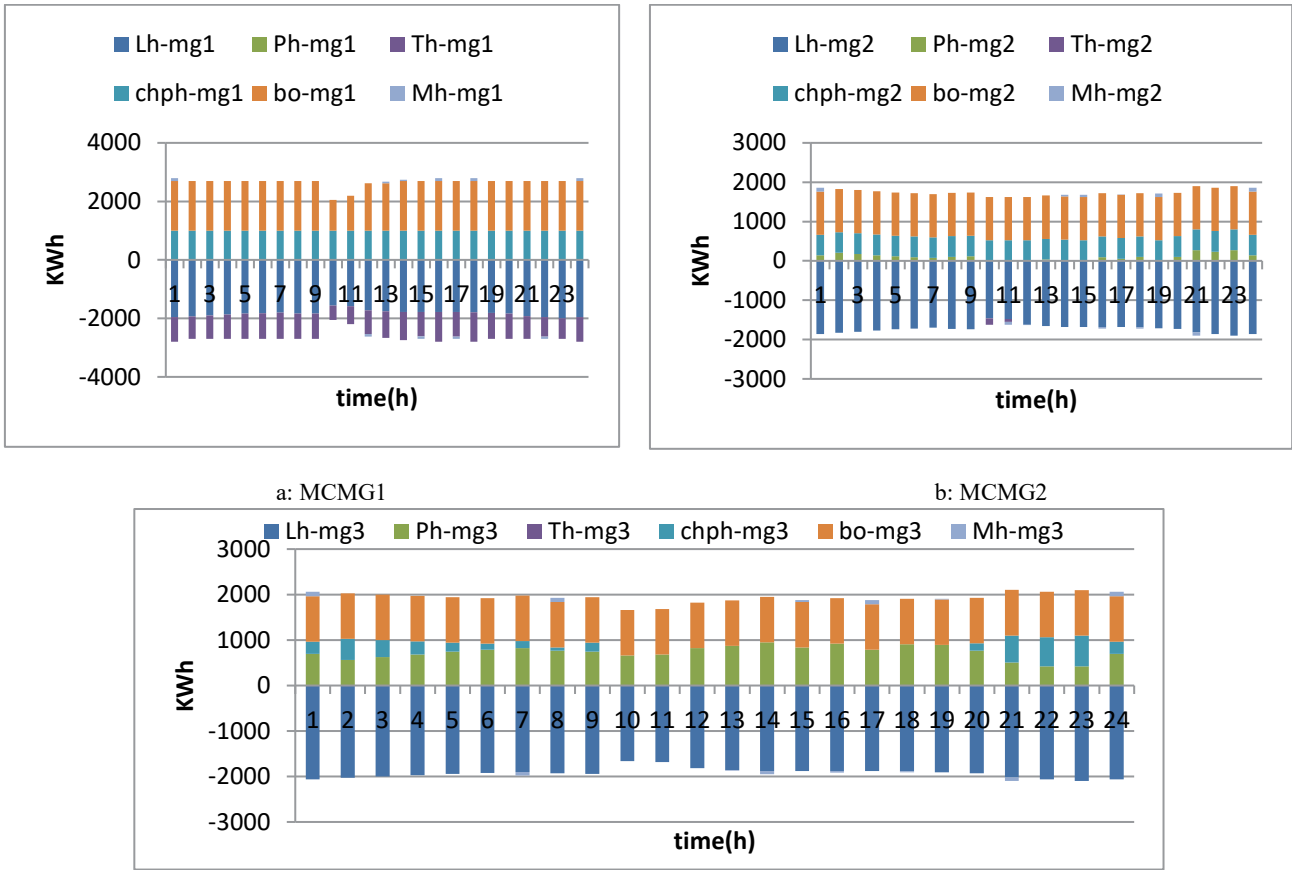 Lh-mg1 Ph-mg1 Th-mg1
chph-mg1 bo-mg1 Mh-mg1
4000
2000
0
-2000
-4000
KWh
1 3 5 7 9 11 13 15 17 19 21 23
time(h)
Lh-mg2 Ph-mg2 Th-mg2
chph-mg2 bo-mg2 Mh-mg2
3000
2000
1000
0
-1000
-2000
-3000
KWh
1 3 5 7 9 11 13 15 17 19 21 23
time(h)
a: MCMG1 b: MCMG2
Lh-mg3 Ph-mg3 Th-mg3 chph-mg3 bo-mg3 Mh-mg3
3000
2000
1000
0
-1000
-2000
-3000
KWh
1 2 3 4 5 6 7 8 9 10 11 12 13 14 15 16 17 18 19 20 21 22 23 24
time(h)